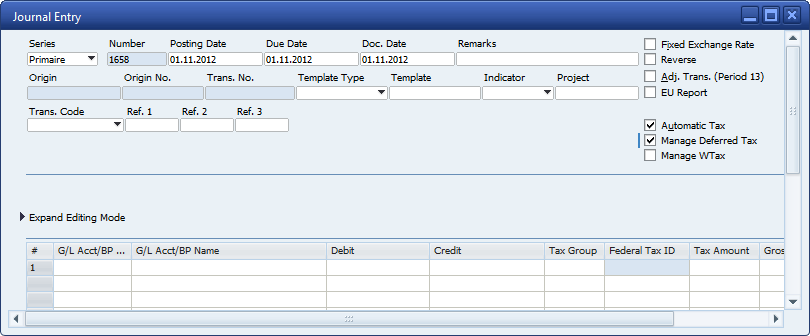 Journal Entry
Series Number Posting Date Due Date Doc. Date Remarks
Primaire 1658 01.11.2012 01.11.2012 01.11.2012
Fixed Exchange Rate
Reverse
Origin Origin No. Trans. No. Template Type Template Indicator Project
Adj. Trans. (Period 13)
EU Report
Trans. Code Ref. 1 Ref. 2 Ref. 3
Automatic Tax
Manage Deferred Tax
Manage WTax
Expand Editing Mode
# G/L Acct/BP ... G/L Acct/BP Name Debit Credit Tax Group Federal Tax ID Tax Amount Gros
1